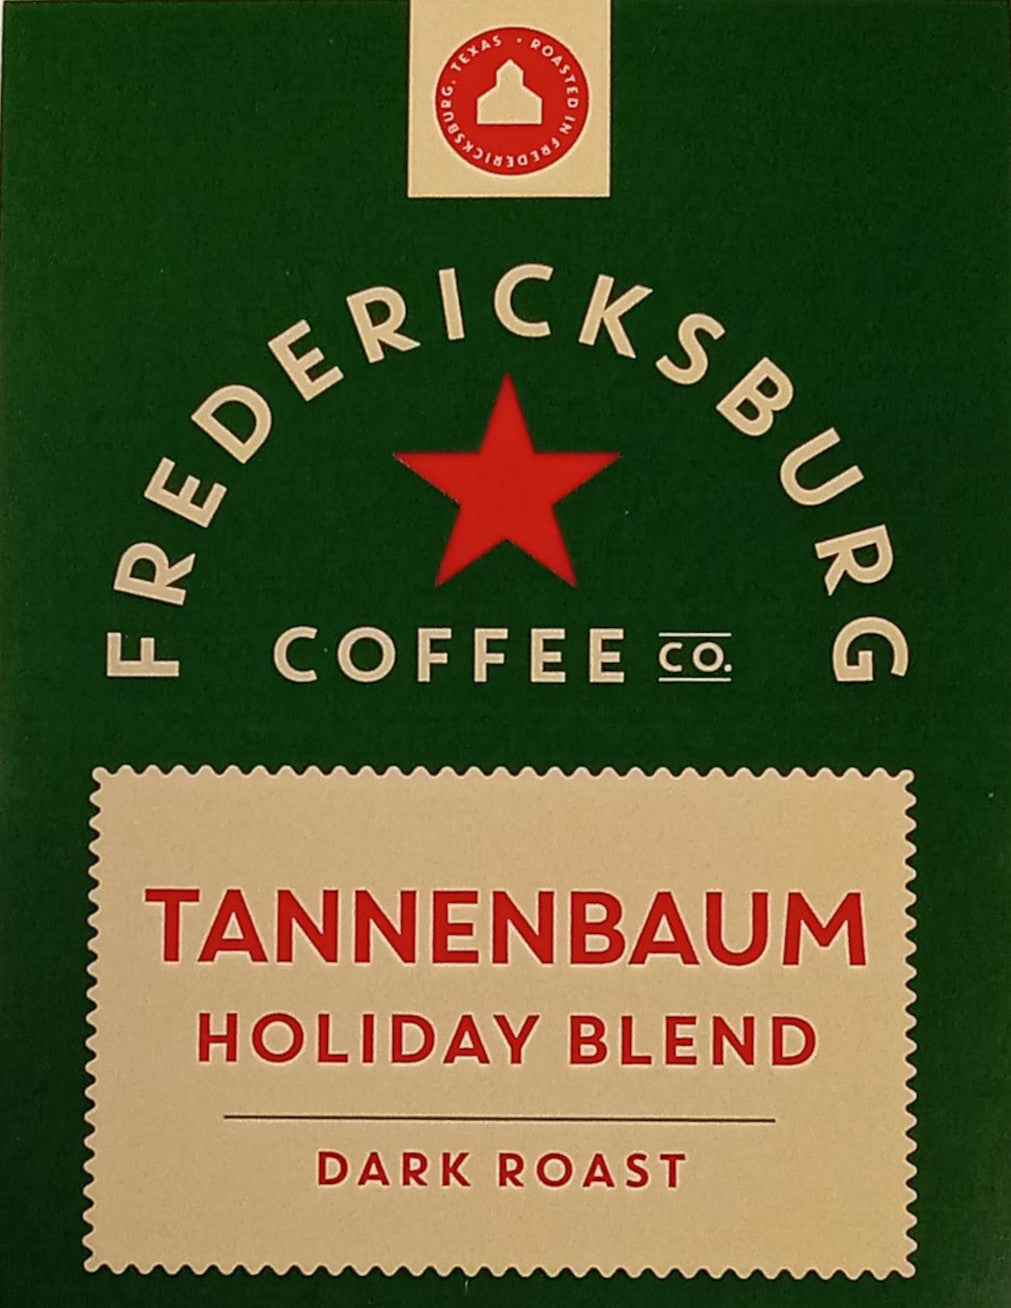 ROASTED IN FREDERICKSBURG, TEXAS •
FREDERICKSBURG
COFFEE CO.
TANNENBAUM
HOLIDAY BLEND
DARK ROAST